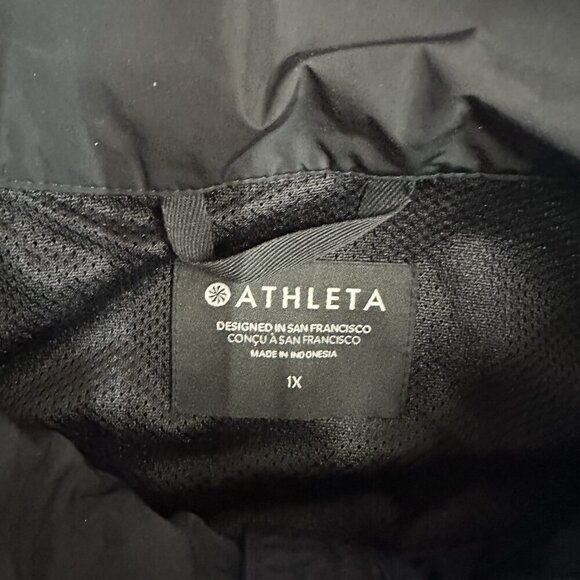 ATHLETA
DESIGNED IN SAN FRANCISCO
CONÇU À SAN FRANCISCO
MADE IN INDONESIA
1X